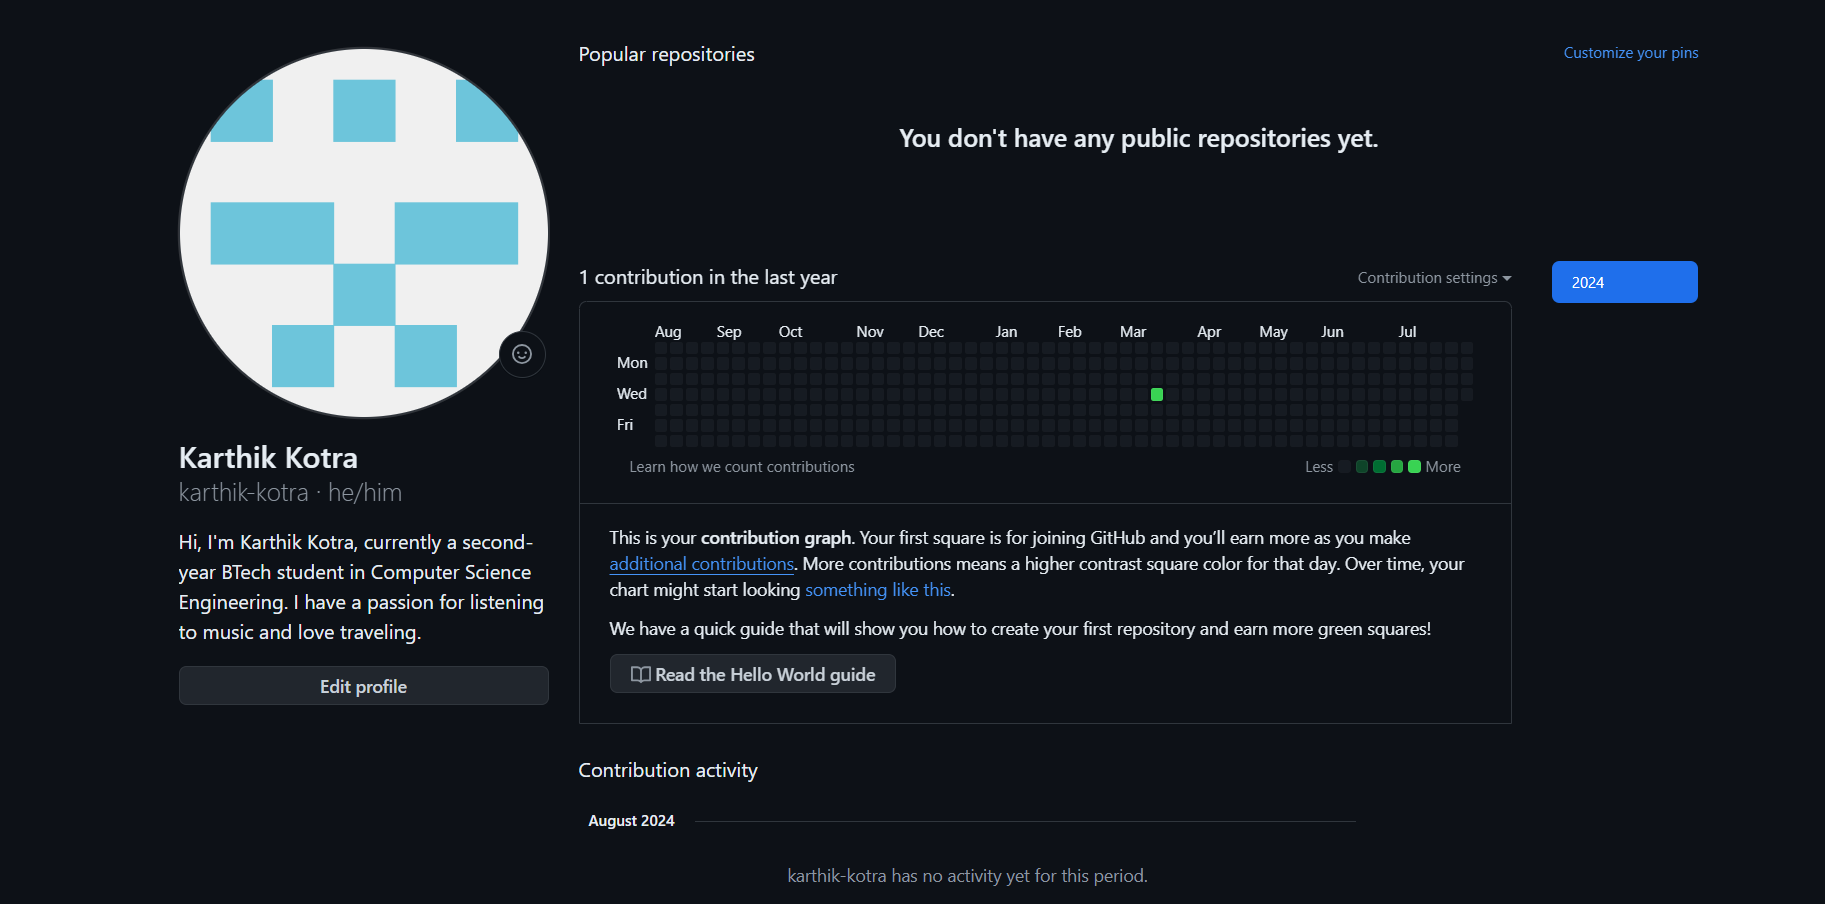 Popular repositories
Customize your pins
You don't have any public repositories yet.
Karthik Kotra
karthik-kotra · he/him
Hi, I'm Karthik Kotra, currently a second-
year BTech student in Computer Science
Engineering. I have a passion for listening
to music and love traveling.
Edit profile
1 contribution in the last year
Contribution settings
2024
Aug Sep Oct Nov Dec Jan Feb Mar Apr May Jun Jul
Mon
Wed
Fri
Learn how we count contributions
Less More
This is your contribution graph. Your first square is for joining GitHub and you’ll earn more as you make
additional contributions. More contributions means a higher contrast square color for that day. Over time, your
chart might start looking something like this.
We have a quick guide that will show you how to create your first repository and earn more green squares!
Read the Hello World guide
Contribution activity
August 2024
karthik-kotra has no activity yet for this period.